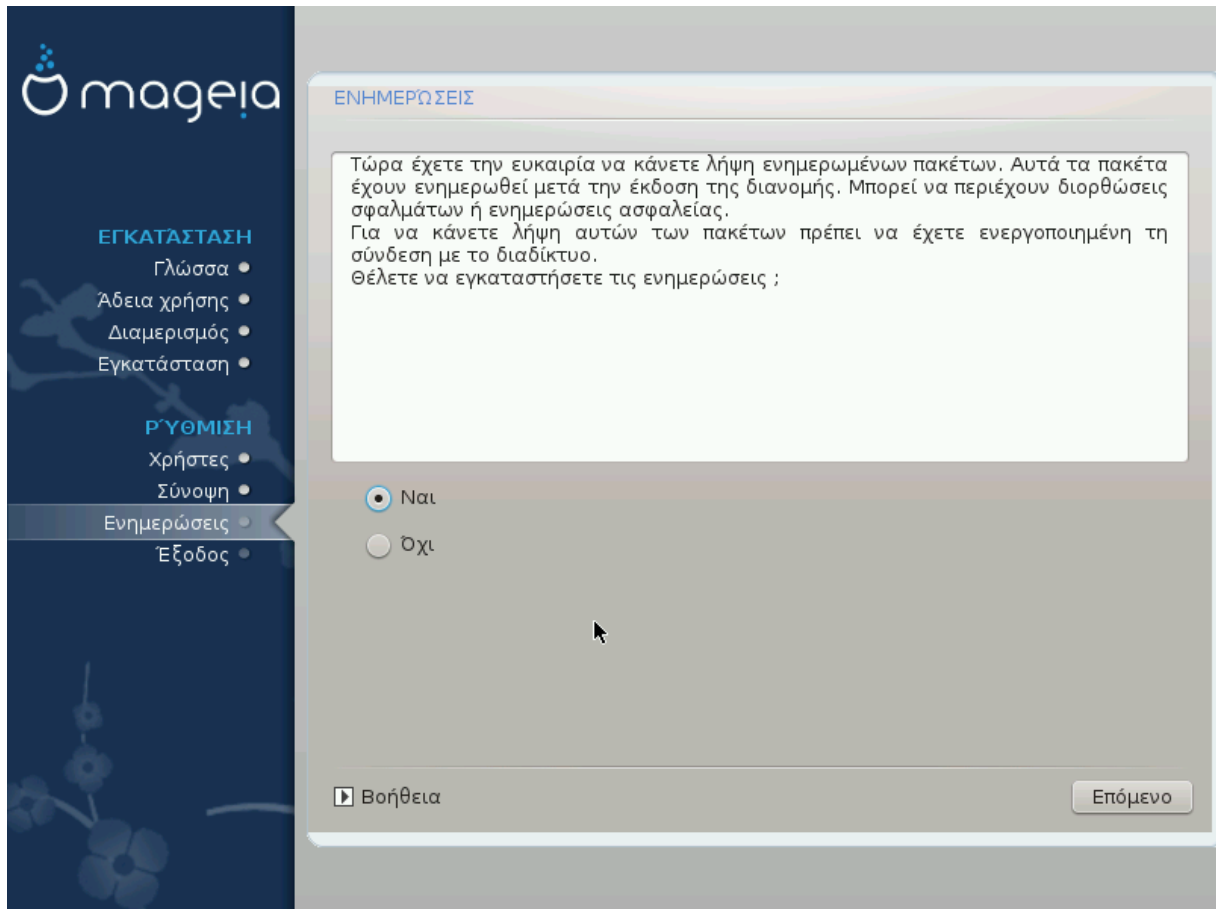 mageia
ΕΓΚΑΤΆΣΤΑΣΗ
Γλώσσα
Άδεια χρήσης
Διαμερισμός
Εγκατάσταση
ΡΎΘΜΙΣΗ
Χρήστες
Σύνοψη
Ενημερώσεις
Έξοδος
ΕΝΗΜΕΡΏΣΕΙΣ
Τώρα έχετε την ευκαιρία να κάνετε λήψη ενημερωμένων πακέτων. Αυτά τα πακέτα
έχουν ενημερωθεί μετά την έκδοση της διανομής. Μπορεί να περιέχουν διορθώσεις
σφαλμάτων ή ενημερώσεις ασφαλείας.
Για να κάνετε λήψη αυτών των πακέτων πρέπει να έχετε ενεργοποιημένη τη
σύνδεση με το διαδίκτυο.
Θέλετε να εγκαταστήσετε τις ενημερώσεις ;
Ναι
Όχι
Βοήθεια
Επόμενο